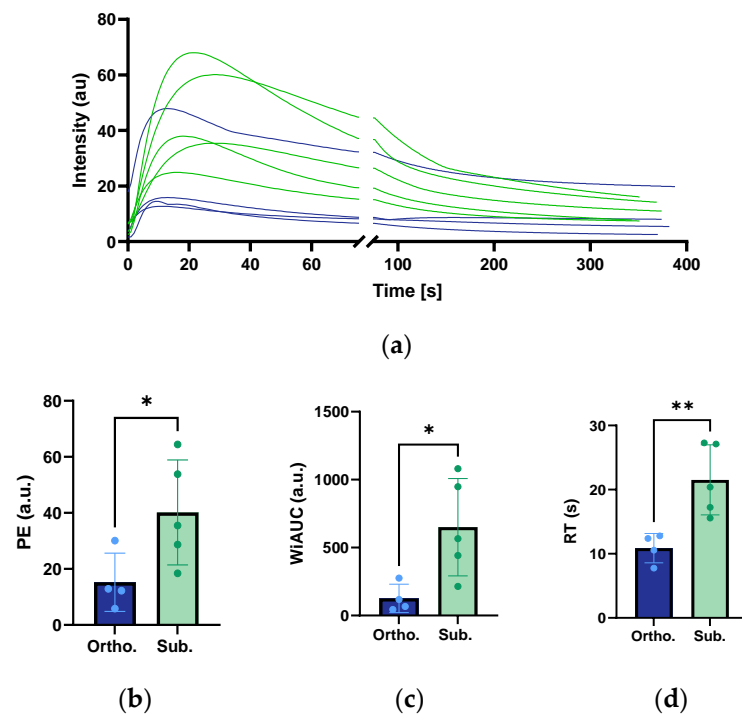 80
60
40
20
0
Intensity (au)
0 20 40 60 100 200 300 400
Time [s]
(a)
80
60
40
20
0
PE (a.u.)
*
Ortho. Sub.
(b)
1500
1000
500
0
WiAUC (a.u.)
*
Ortho. Sub.
(c)
30
20
10
0
RT (s)
**
Ortho. Sub.
(d)